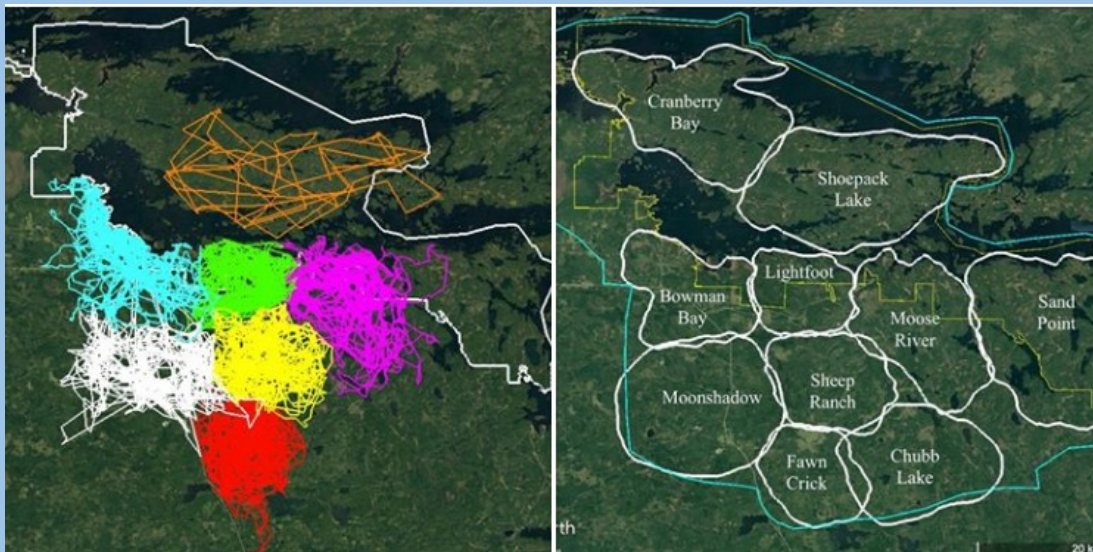 Cranberry
Bay
Shoepack
Lake
Lightfoot
Bowman
Bay
Moose
River
Sand
Point
Moonshadow
Sheep
Ranch
Fawn
Crick
Chubb
Lake
rth
20 k